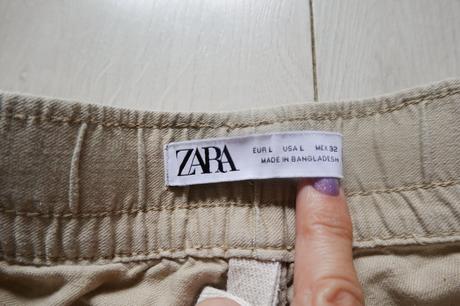 ZARA
EUR L USA L MEX 32
MADE IN BANGLADESH